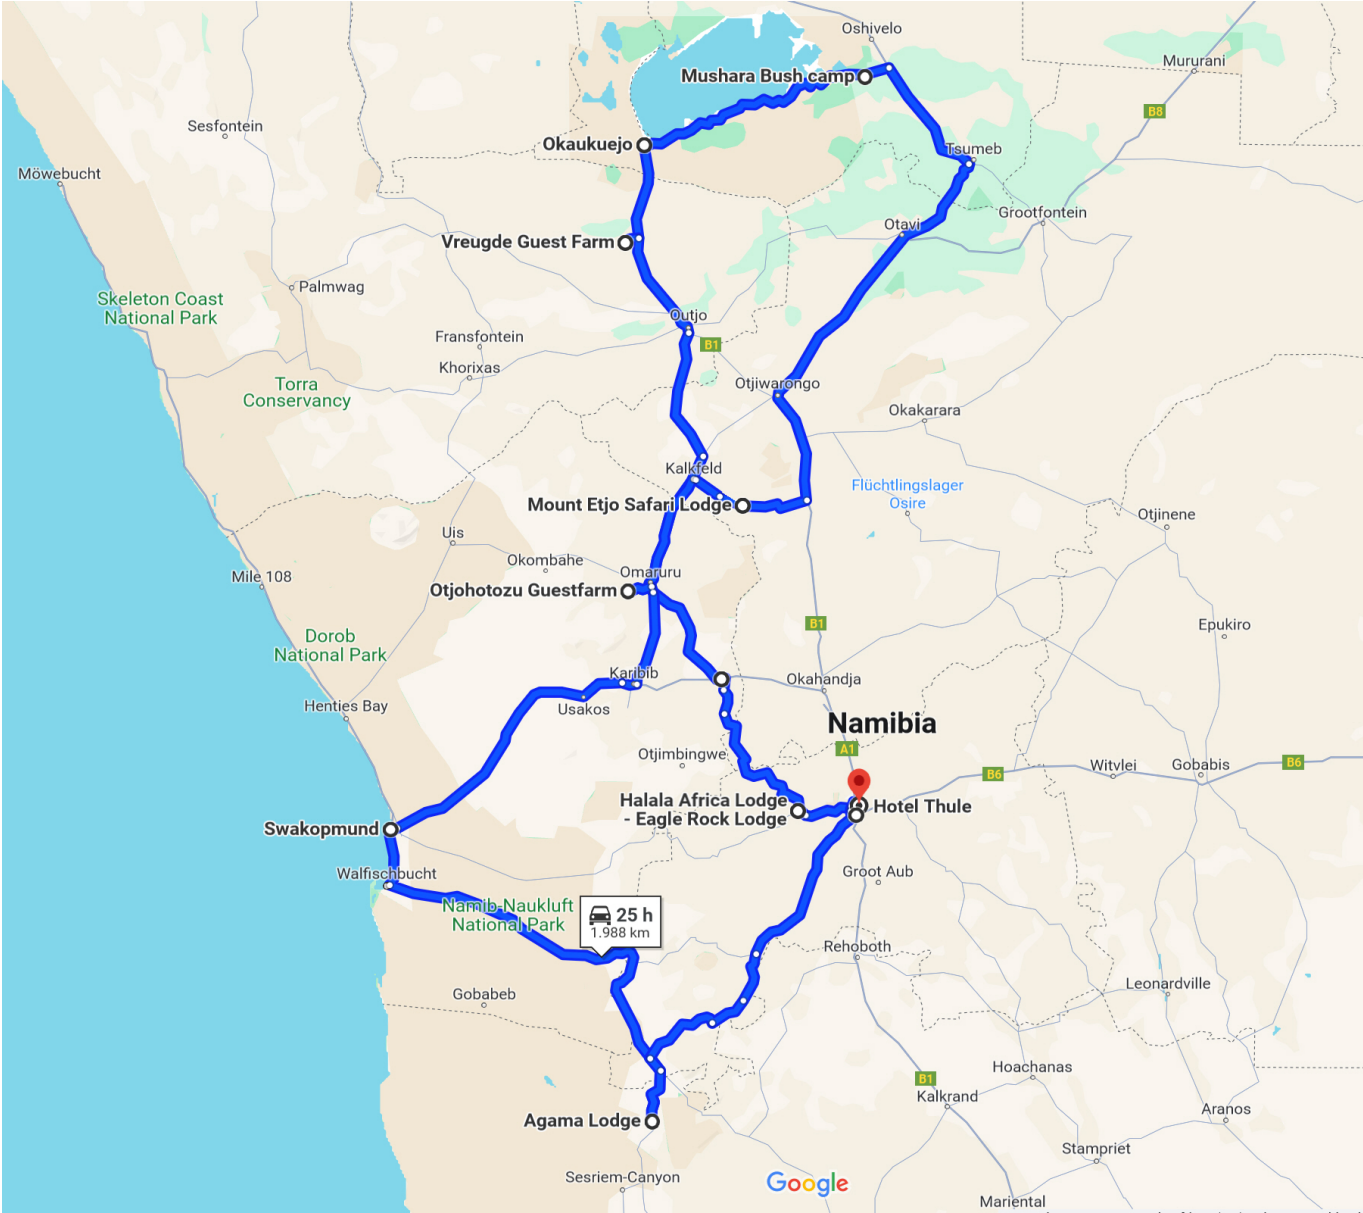 Oshivelo
Mururani
Mushara Bush camp
B8
Sesfontein
Okaukuejo
Tsumeb
Möwebucht
Grootfontein
Otavi
Vreugde Guest Farm
Palmwag
Skeleton Coast
National Park
Outjo
Fransfontein
B1
Khorixas
Otjiwarongo
Torra
Conservancy
Okakarara
Kalkfeld
Flüchtlingslager
Osire
Mount Etjo Safari Lodge
Otjinene
Uis
Okombahe
Omaruru
Mile 108
Otjohotozu Guestfarm
B1
Epukiro
Dorob
National Park
Karibib
Okahandja
Henties Bay
Usakos
Namibia
A1
Otjimbingwe
Witvlei
Gobabis
B6
B6
Halala Africa Lodge
- Eagle Rock Lodge
Hotel Thule
Swakopmund
Walfischbucht
Groot Aub
Namib-Naukluft
National Park
25 h
1.988 km
Rehoboth
Leonardville
Gobabeb
Hoachanas
B1
Kalkrand
Aranos
Agama Lodge
Stampriet
Sesriem-Canyon
Google
Mariental